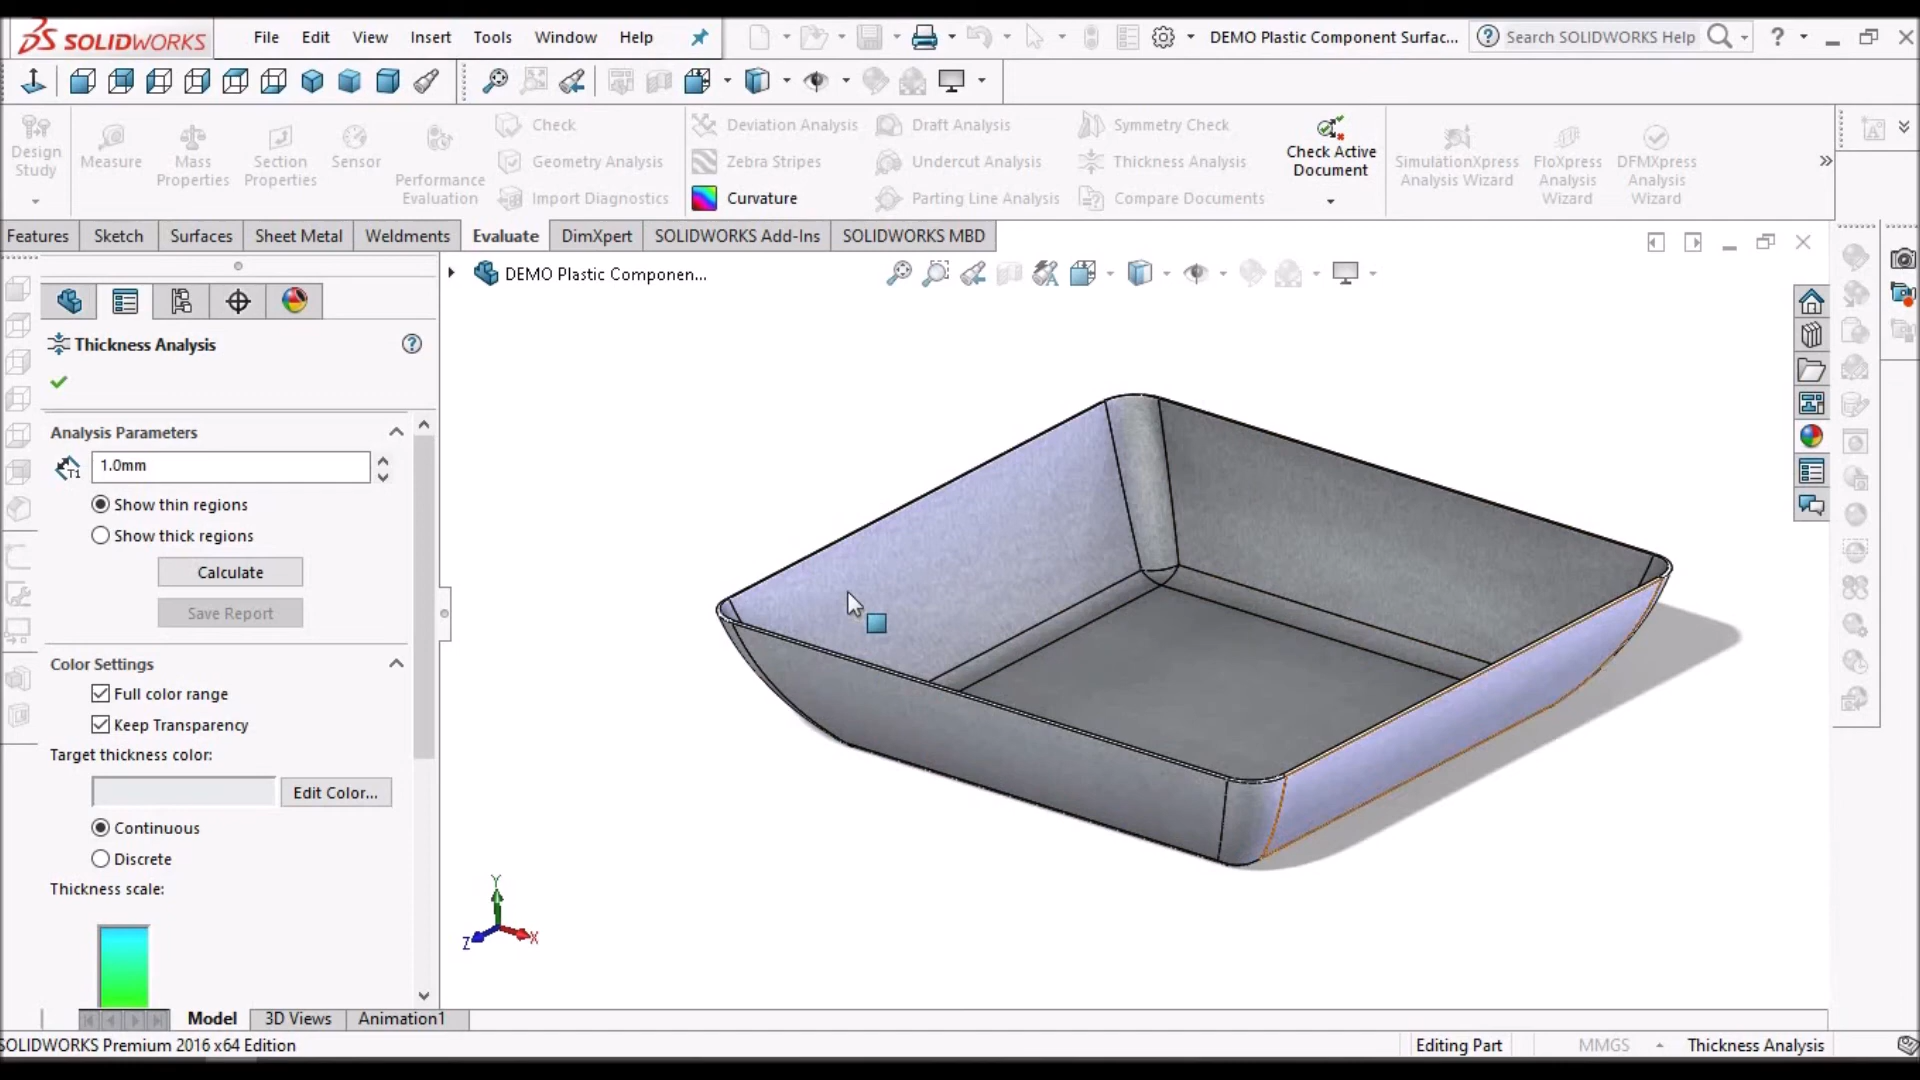 SOLIDWORKS File Edit View Insert Tools Window Help DEMO Plastic Component Surfac... Search SOLIDWORKS Help ?
Design Study
Measure
Mass Properties
Section Properties
Sensor
Performance Evaluation
Check
Geometry Analysis
Import Diagnostics
Deviation Analysis
Zebra Stripes
Curvature
Draft Analysis
Undercut Analysis
Parting Line Analysis
Symmetry Check
Thickness Analysis
Compare Documents
Check Active Document
SimulationXpress Analysis Wizard
FloXpress Analysis Wizard
DFMXpress Analysis Wizard
Features Sketch Surfaces Sheet Metal Weldments Evaluate DimXpert SOLIDWORKS Add-Ins SOLIDWORKS MBD
DEMO Plastic Componen...
Thickness Analysis
Analysis Parameters
T1 1.0mm
Show thin regions
Show thick regions
Calculate
Save Report
Color Settings
Full color range
Keep Transparency
Target thickness color:
Edit Color...
Continuous
Discrete
Thickness scale:
Y
Z X
Model 3D Views Animation1
SOLIDWORKS Premium 2016 x64 Edition Editing Part MMGS Thickness Analysis